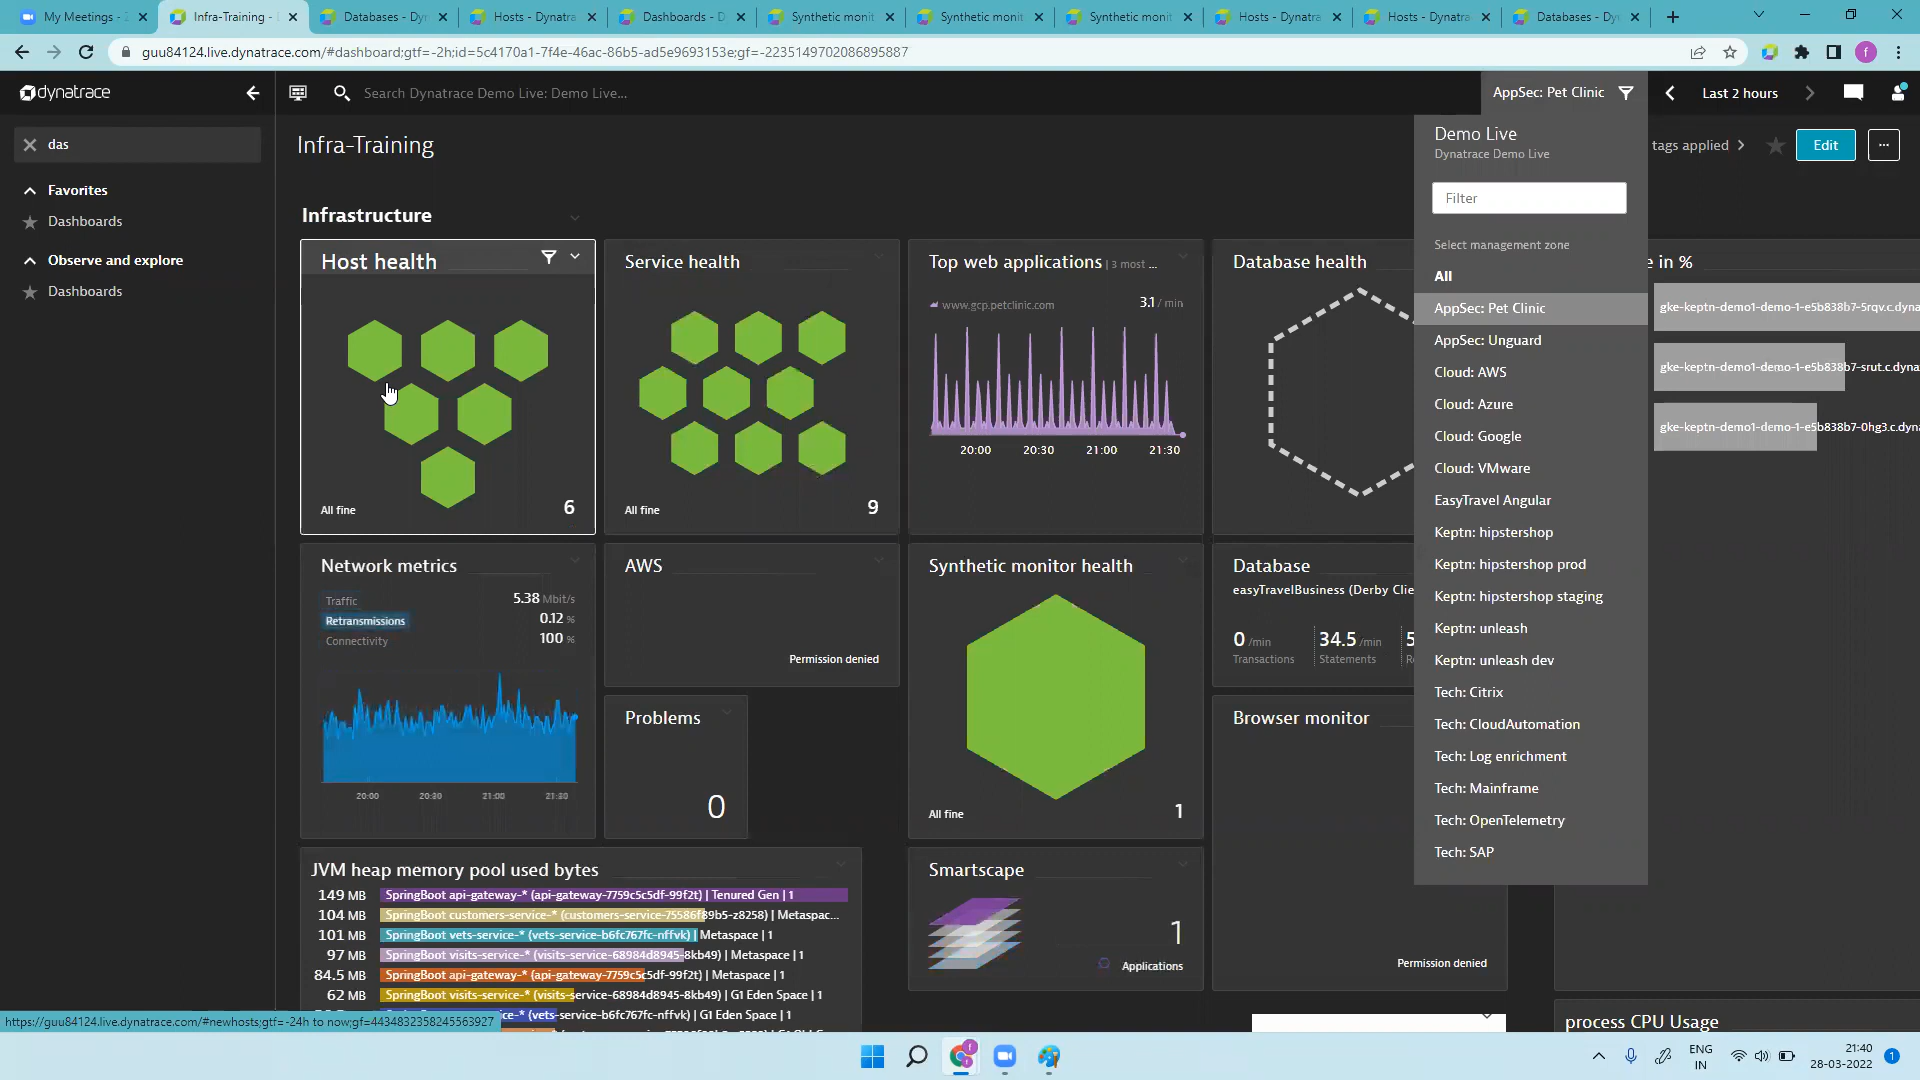 My Meetings - Z
Infra-Training -
Databases - Dyn
Hosts - Dynatra
Dashboards - D
Synthetic monit
Synthetic monit
Synthetic monit
Hosts - Dynatra
Hosts - Dynatra
Databases - Dy
guu84124.live.dynatrace.com/#dashboard;gtf=-2h;id=5c4170a1-7f4e-46ac-86b5-ad5e9693153e;gf=-2235149702086895887
f
dynatrace
Search Dynatrace Demo Live: Demo Live...
AppSec: Pet Clinic
Last 2 hours
das
Favorites
Dashboards
Observe and explore
Dashboards
Infra-Training
tags applied
Edit
...
Demo Live
Dynatrace Demo Live
Filter
Select management zone
All
AppSec: Pet Clinic
AppSec: Unguard
Cloud: AWS
Cloud: Azure
Cloud: Google
Cloud: VMware
EasyTravel Angular
Keptn: hipstershop
Keptn: hipstershop prod
Keptn: hipstershop staging
Keptn: unleash
Keptn: unleash dev
Tech: Citrix
Tech: CloudAutomation
Tech: Log enrichment
Tech: Mainframe
Tech: OpenTelemetry
Tech: SAP
Infrastructure
Host health
All fine
6
Service health
All fine
9
Top web applications | 3 most ...
www.gcp.petclinic.com
3.1 / min
20:00 20:30 21:00 21:30
Database health
e in %
gke-keptn-demo1-demo-1-e5b838b7-5rqv.c.dyna
gke-keptn-demo1-demo-1-e5b838b7-srut.c.dyna
gke-keptn-demo1-demo-1-e5b838b7-0hg3.c.dyn
Network metrics
Traffic 5.38 Mbit/s
Retransmissions 0.12 %
Connectivity 100 %
20:00 20:30 21:00 21:30
AWS
Permission denied
Problems
0
Synthetic monitor health
All fine
1
Database
easyTravelBusiness (Derby Clie
0 /min
Transactions
34.5 /min
Statements
5
R
Browser monitor
Permission denied
JVM heap memory pool used bytes
149 MB SpringBoot api-gateway-* (api-gateway-7759c5c5df-99f2t) | Tenured Gen | 1
104 MB SpringBoot customers-service-* (customers-service-75586f89b5-z8258) | Metaspac...
101 MB SpringBoot vets-service-* (vets-service-b6fc767fc-nffvk) | Metaspace | 1
97 MB SpringBoot visits-service-* (visits-service-68984d8945-8kb49) | Metaspace | 1
84.5 MB SpringBoot api-gateway-* (api-gateway-7759c5c5df-99f2t) | Metaspace | 1
62 MB SpringBoot visits-service-* (visits-service-68984d8945-8kb49) | G1 Eden Space | 1
(vets-service-b6fc767fc-nffvk) | G1 Eden Space | 1
Smartscape
1
Applications
process CPU Usage
https://guu84124.live.dynatrace.com/#newhosts;gtf=-24h to now;gf=4434832358245563927
ENG
IN
21:40
28-03-2022
1